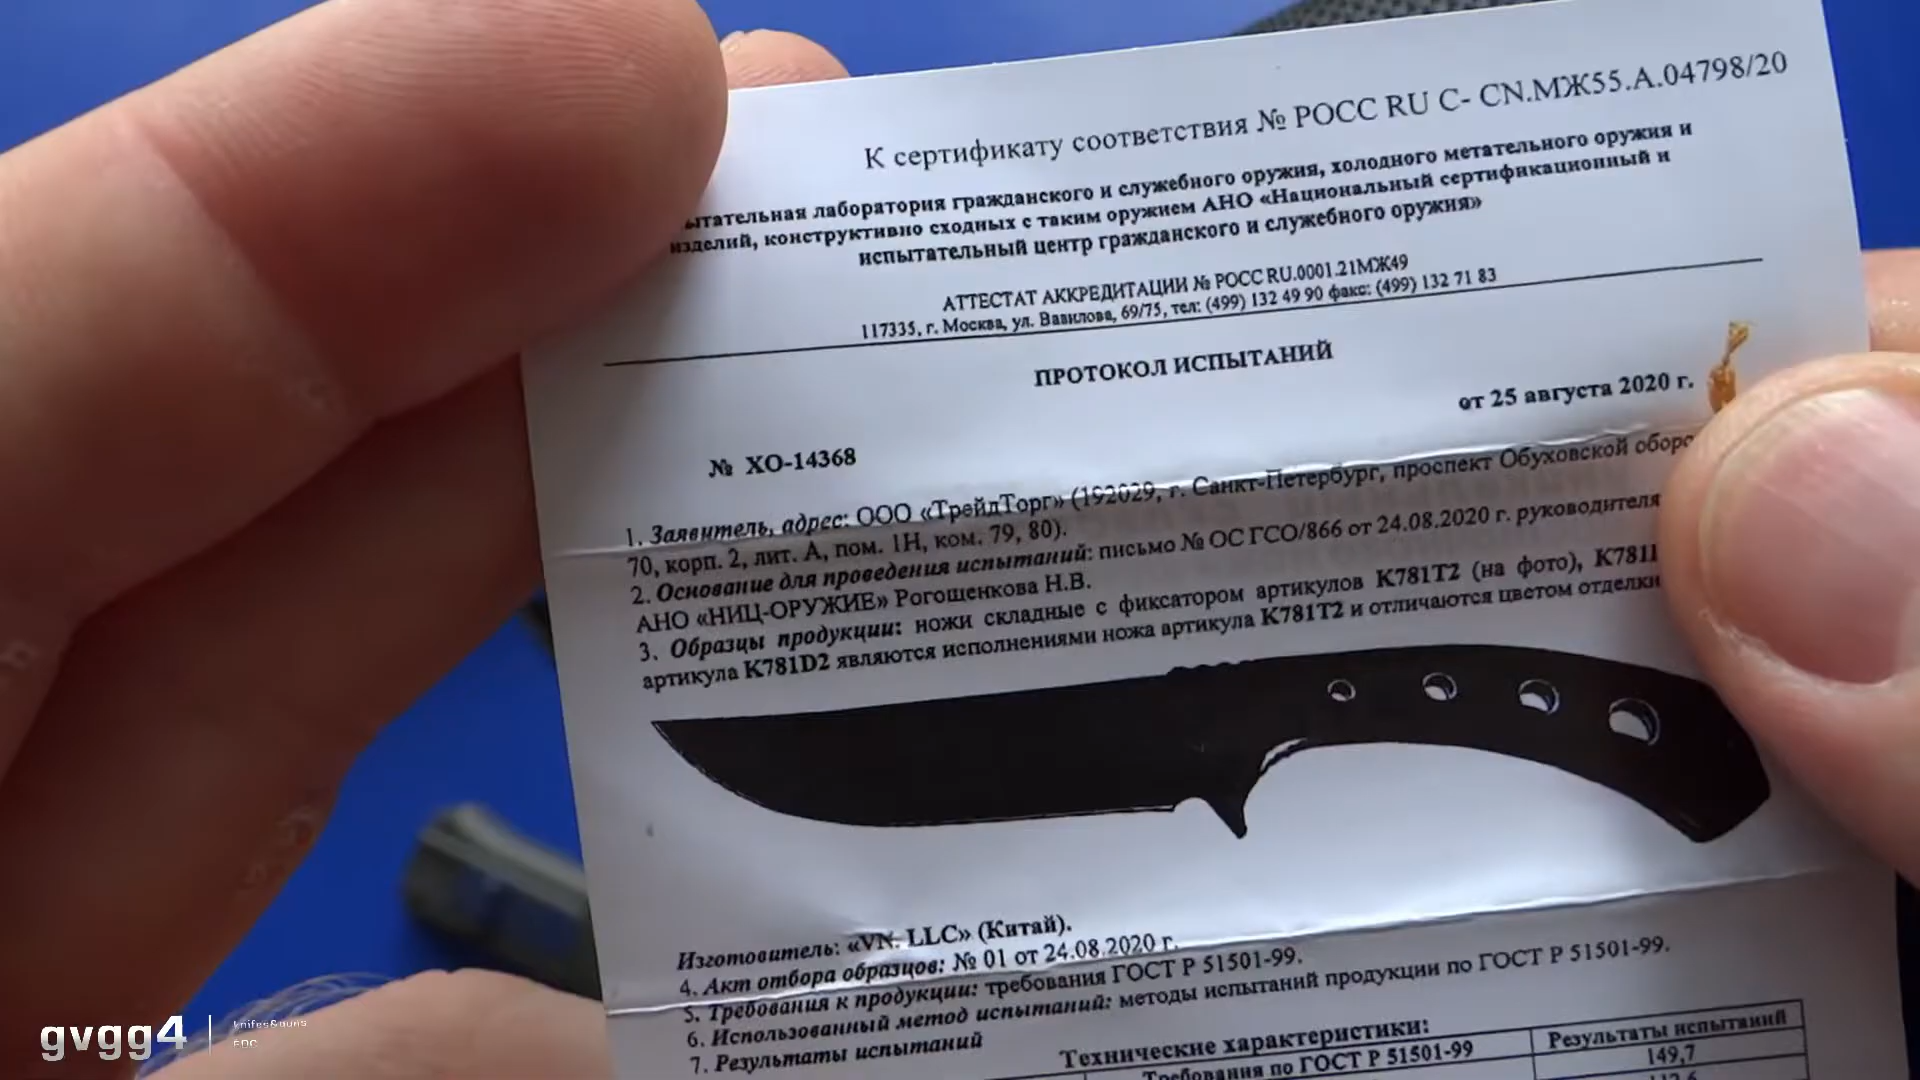 К сертификату соответствия № РОСС RU С- CN.МЖ55.А.04798/20
ытательная лаборатория гражданского и служебного оружия, холодного метательного оружия и
изделий, конструктивно сходных с таким оружием АНО «Национальный сертификационный и
испытательный центр гражданского и служебного оружия»
АТТЕСТАТ АККРЕДИТАЦИИ № РОСС RU.0001.21МЖ49
117335, г. Москва, ул. Вавилова, 69/75, тел: (499) 132 49 90 факс: (499) 132 71 83
ПРОТОКОЛ ИСПЫТАНИЙ
от 25 августа 2020 г.
№ ХО-14368
1. Заявитель, адрес: ООО «ТрейдТорг» (192029, г. Санкт-Петербург, проспект Обуховской оборо
70, корп. 2, лит. А, пом. 1Н, ком. 79, 80).
2. Основание для проведения испытаний: письмо № ОС ГСО/866 от 24.08.2020 г. руководителя
АНО «НИЦ-ОРУЖИЕ» Рогошенкова Н.В.
3. Образцы продукции: ножи складные с фиксатором артикулов K781T2 (на фото),
артикула K781D2 являются исполнениями ножа артикула K781T2 и отличаются цветом отделки
Изготовитель: «VN. LLC» (Китай).
4. Акт отбора образцов: № 01 от 24.08.2020 г.
5. Требования к продукции: требования ГОСТ Р 51501-99.
6. Использованный метод испытаний: методы испытаний продукции по ГОСТ Р 51501-99.
7. Результаты испытаний
Технические характеристики:
Требования по ГОСТ Р 51501-99
Результаты испытаний
149,7
gvgg4
knifes&guns